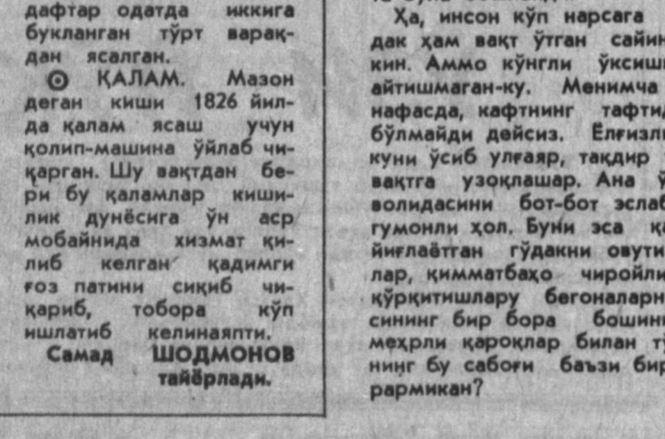 дафтар одатда иккига
букланган тўрт варақ-
дан ясалган.
ҚАЛАМ. Мазон
деган киши 1826 йил-
да қалам ясаш учун
қолип-машина ўйлаб чи-
қарган. Шу вақтдан бе-
ри бу қаламлар киши-
лик дунёсига ўн аср
мобайнида хизмат қи-
либ келган қадимги
ғоз патини сиқиб чи-
қариб, тобора кўп
ишлатиб келинаяпти.
Самад ШОДМОНОВ
тайёрлади.
Ҳа, инсон кўп нарсага
дак ҳам вақт ўтган сайин
кин. Аммо кўнгли ўксиш
айтишмаган-ку. Менимча
нафасда, кафтнинг тафти
бўлмайди дейсиз. Ёлғизл
куни ўсиб улғаяр, тақдир
вақтга узоқлашар. Ана ў
волидасини бот-бот эслаб
гумонли ҳол. Буни эса қа
йиғлаётган гўдакни овути
лар, қимматбаҳо чиройли
қўрқитишлару бегоналарн
сининг бир бора бошин
меҳрли қароқлар билан тў
нинг бу сабоғи баъзи бир
рармикан?